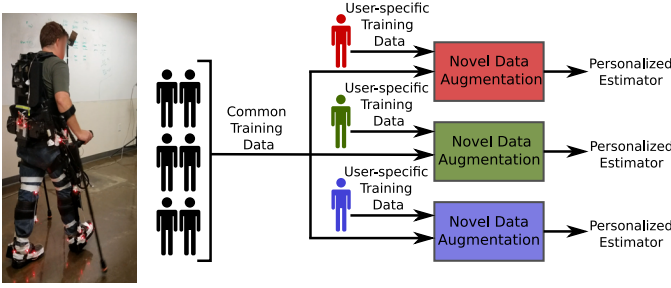 User-specific
Training
Data
Novel Data
Augmentation
Personalized
Estimator
Common
Training
Data
User-specific
Training
Data
Novel Data
Augmentation
Personalized
Estimator
User-specific
Training
Data
Novel Data
Augmentation
Personalized
Estimator